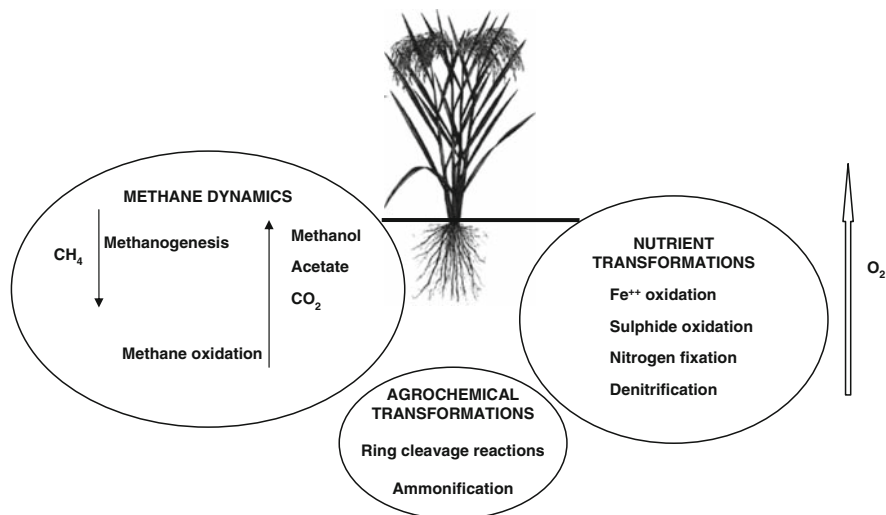 METHANE DYNAMICS
CH₄
Methanogenesis
Methanol
Acetate
CO₂
Methane oxidation
AGROCHEMICAL
TRANSFORMATIONS
Ring cleavage reactions
Ammonification
NUTRIENT
TRANSFORMATIONS
Fe⁺⁺ oxidation
Sulphide oxidation
Nitrogen fixation
Denitrification
O₂